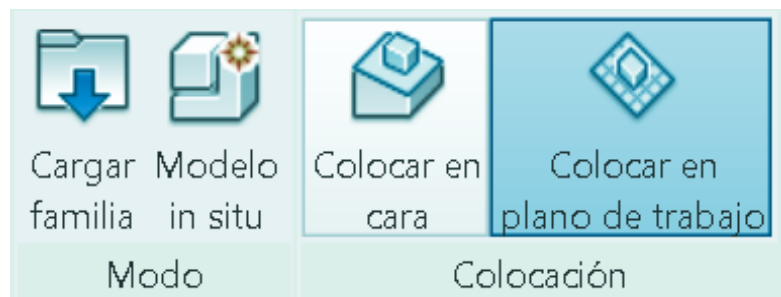 Cargar familia
Modelo in situ
Colocar en cara
Colocar en plano de trabajo
Modo
Colocación